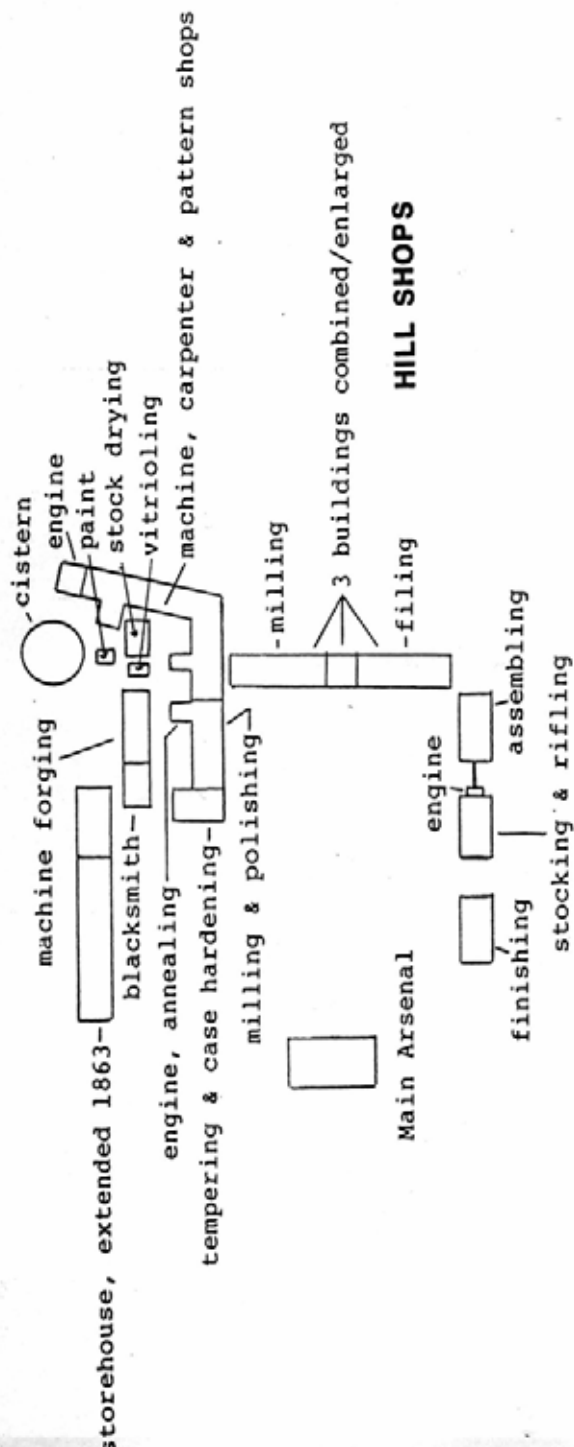 cistern
engine
paint
stock drying
vitrioling
machine, carpenter & pattern shops
machine forging
storehouse, extended 1863
blacksmith
engine, annealing
tempering & case hardening
milling & polishing
milling
3 buildings combined/enlarged
filing
HILL SHOPS
Main Arsenal
engine
assembling
finishing
stocking & rifling